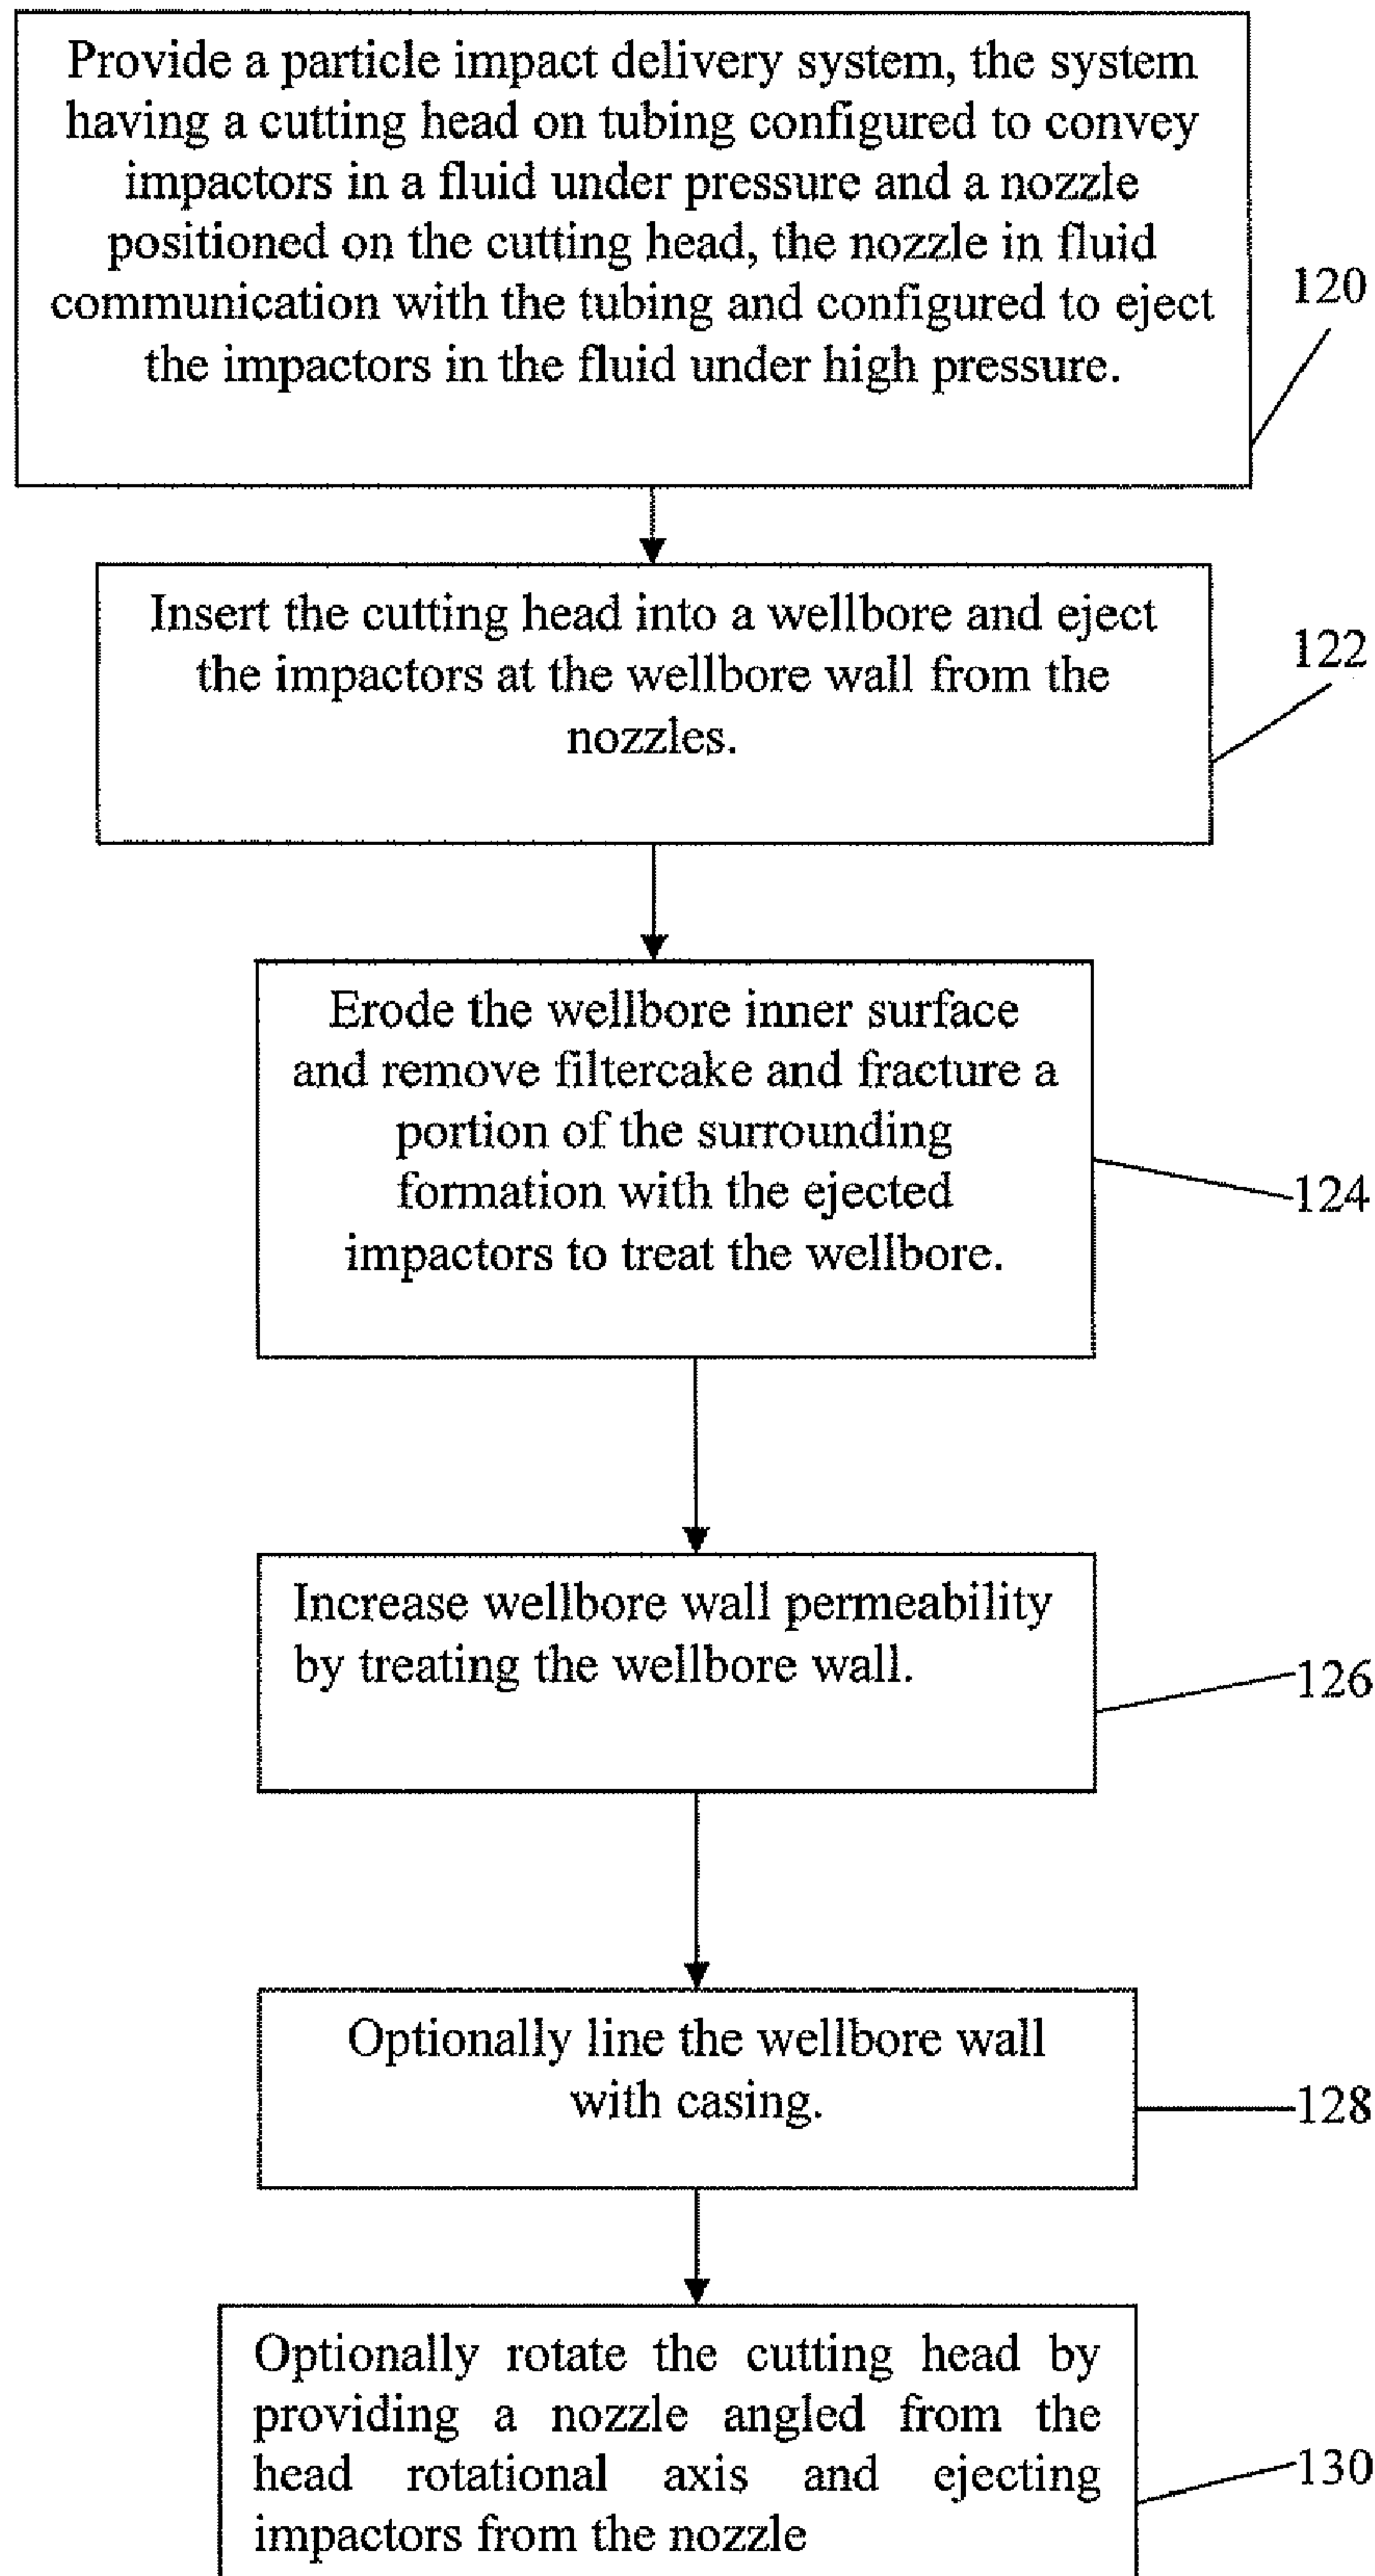 Provide a particle impact delivery system, the system
having a cutting head on tubing configured to convey
impactors in a fluid under pressure and a nozzle
positioned on the cutting head, the nozzle in fluid
communication with the tubing and configured to eject
the impactors in the fluid under high pressure.
120
Insert the cutting head into a wellbore and eject
the impactors at the wellbore wall from the
nozzles.
122
Erode the wellbore inner surface
and remove filtercake and fracture a
portion of the surrounding
formation with the ejected
impactors to treat the wellbore.
124
Increase wellbore wall permeability
by treating the wellbore wall.
126
Optionally line the wellbore wall
with casing.
128
Optionally rotate the cutting head by
providing a nozzle angled from the
head rotational axis and ejecting
impactors from the nozzle
130